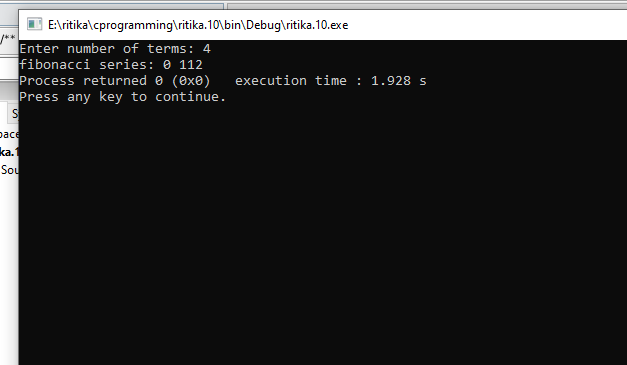 E:\ritika\cprogramming\ritika.10\bin\Debug\ritika.10.exe
/**
Enter number of terms: 4
fibonacci series: 0 112
Process returned 0 (0x0)   execution time : 1.928 s
Press any key to continue.
S
pace
ka.1
Sou